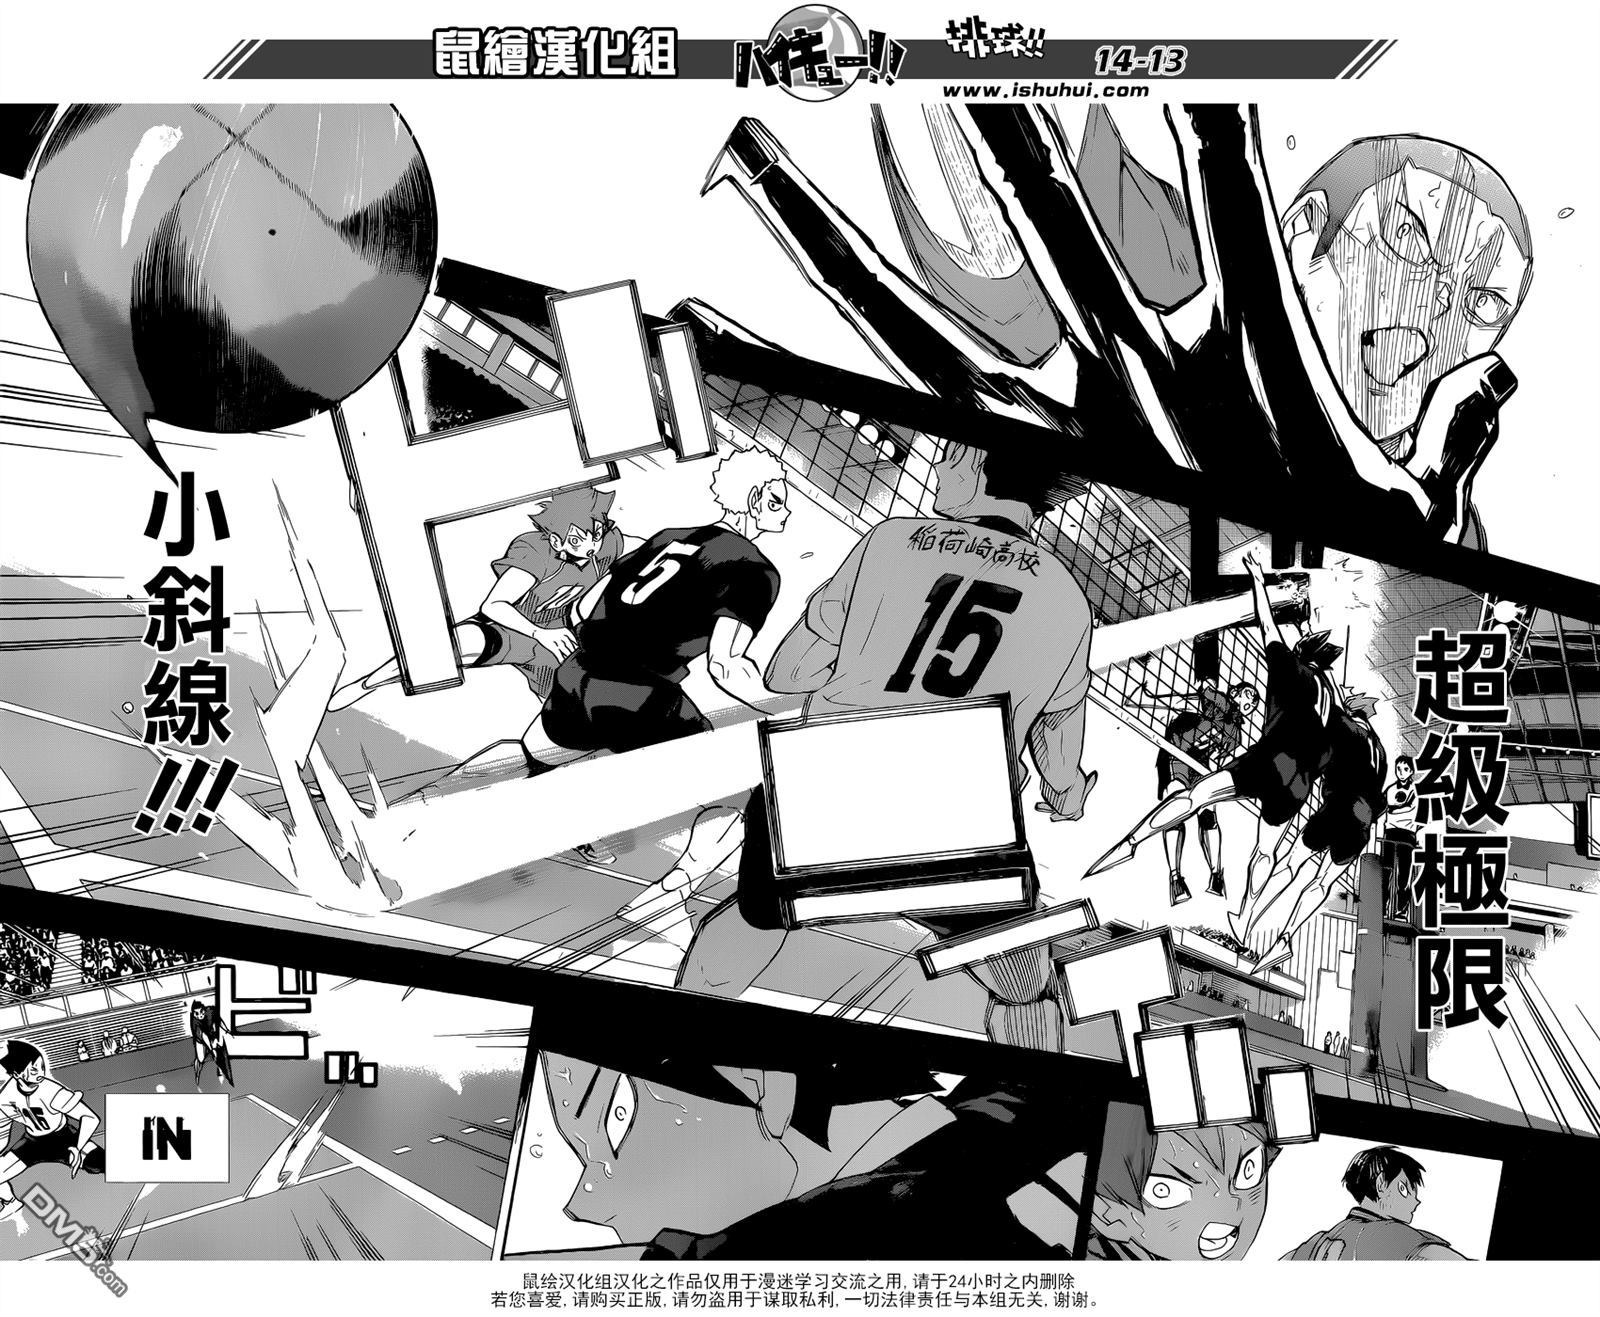 鼠繪漢化組
ハイキュー!!
排球!!
14-13
www.ishuhui.com
超級極限
小斜線!!!
5
稲荷崎高校
15
ビッ
IN
15
DM5
鼠绘汉化组汉化之作品仅用于漫迷学习交流之用,请于24小时之内删除
若您喜爱,请购买正版,请勿盗用于谋取私利,一切法律责任与本组无关,谢谢。